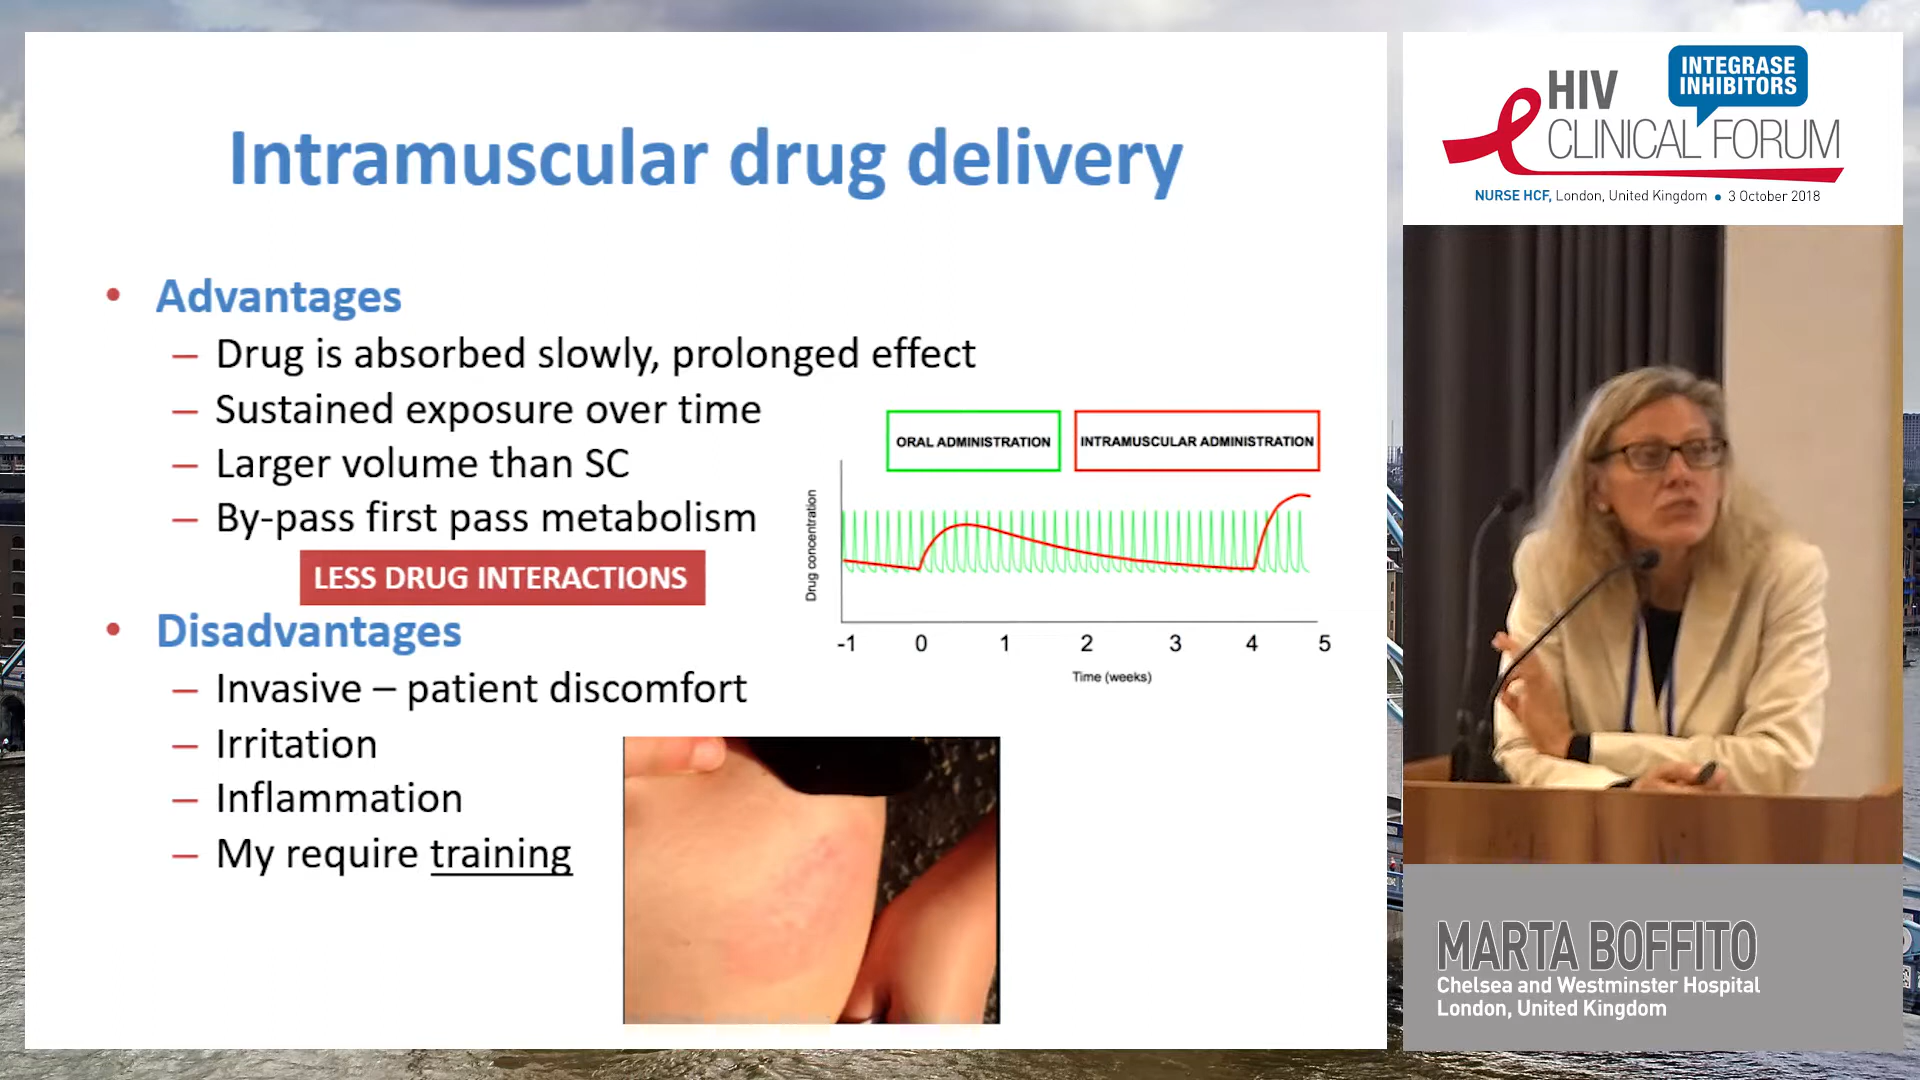 Intramuscular drug delivery
• Advantages
– Drug is absorbed slowly, prolonged effect
– Sustained exposure over time
– Larger volume than SC
– By-pass first pass metabolism
LESS DRUG INTERACTIONS
• Disadvantages
– Invasive – patient discomfort
– Irritation
– Inflammation
– My require training
ORAL ADMINISTRATION
INTRAMUSCULAR ADMINISTRATION
Drug concentration
-1 0 1 2 3 4 5
Time (weeks)
INTEGRASE
INHIBITORS
HIV
CLINICAL FORUM
NURSE HCF, London, United Kingdom • 3 October 2018
MARTA BOFFITO
Chelsea and Westminster Hospital
London, United Kingdom